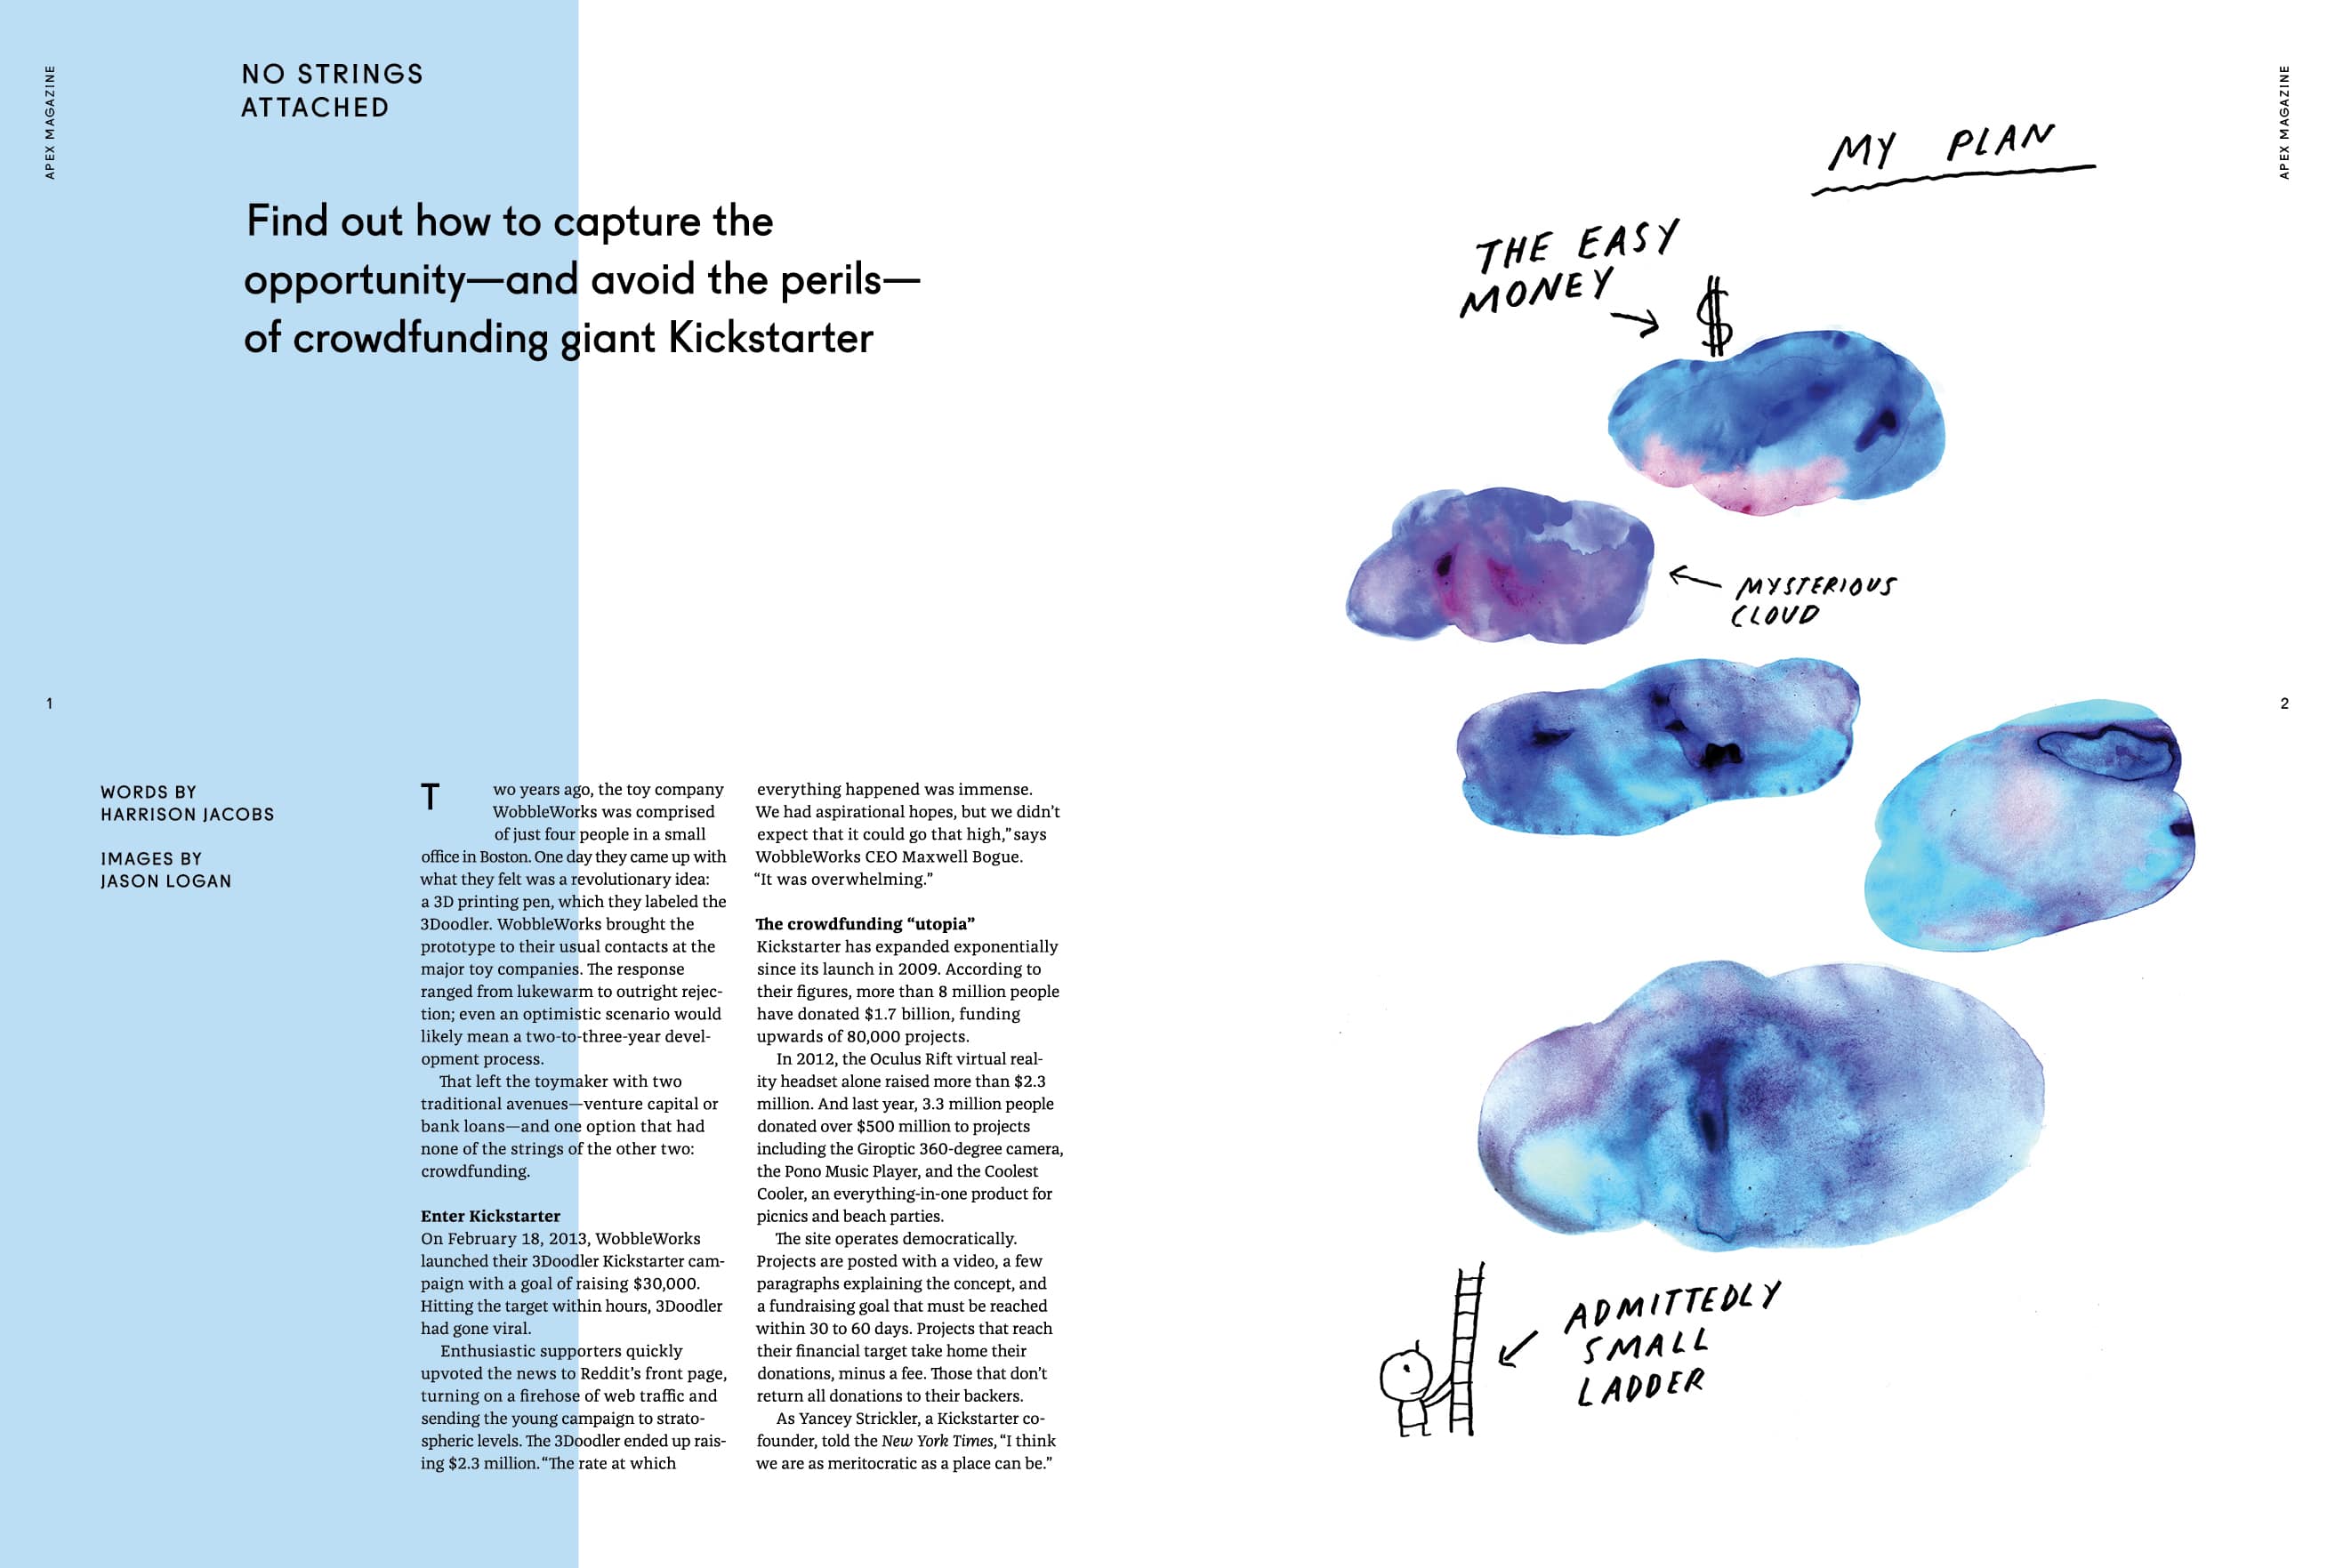 APEX MAGAZINE
NO STRINGS
ATTACHED
Find out how to capture the
opportunity—and avoid the perils—
of crowdfunding giant Kickstarter
1
WORDS BY
HARRISON JACOBS
IMAGES BY
JASON LOGAN
Two years ago, the toy company
WobbleWorks was comprised
of just four people in a small
office in Boston. One day they came up with
what they felt was a revolutionary idea:
a 3D printing pen, which they labeled the
3Doodler. WobbleWorks brought the
prototype to their usual contacts at the
major toy companies. The response
ranged from lukewarm to outright rejec-
tion; even an optimistic scenario would
likely mean a two-to-three-year devel-
opment process.
That left the toymaker with two
traditional avenues—venture capital or
bank loans—and one option that had
none of the strings of the other two:
crowdfunding.
Enter Kickstarter
On February 18, 2013, WobbleWorks
launched their 3Doodler Kickstarter cam-
paign with a goal of raising $30,000.
Hitting the target within hours, 3Doodler
had gone viral.
Enthusiastic supporters quickly
upvoted the news to Reddit's front page,
turning on a firehose of web traffic and
sending the young campaign to strato-
spheric levels. The 3Doodler ended up rais-
ing $2.3 million. “The rate at which
everything happened was immense.
We had aspirational hopes, but we didn’t
expect that it could go that high,” says
WobbleWorks CEO Maxwell Bogue.
“It was overwhelming.”
The crowdfunding “utopia”
Kickstarter has expanded exponentially
since its launch in 2009. According to
their figures, more than 8 million people
have donated $1.7 billion, funding
upwards of 80,000 projects.
In 2012, the Oculus Rift virtual real-
ity headset alone raised more than $2.3
million. And last year, 3.3 million people
donated over $500 million to projects
including the Giroptic 360-degree camera,
the Pono Music Player, and the Coolest
Cooler, an everything-in-one product for
picnics and beach parties.
The site operates democratically.
Projects are posted with a video, a few
paragraphs explaining the concept, and
a fundraising goal that must be reached
within 30 to 60 days. Projects that reach
their financial target take home their
donations, minus a fee. Those that don’t
return all donations to their backers.
As Yancey Strickler, a Kickstarter co-
founder, told the New York Times, “I think
we are as meritocratic as a place can be.”
MY PLAN
THE EASY
MONEY
$
MYSTERIOUS
CLOUD
ADMITTEDLY
SMALL
LADDER
APEX MAGAZINE
2